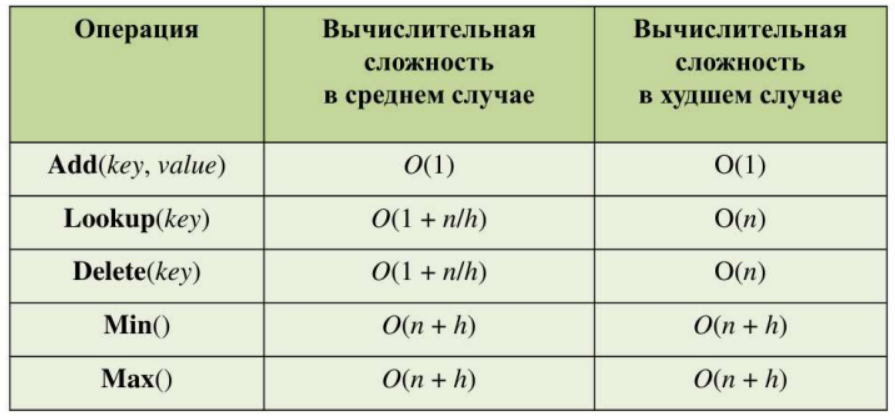 Операция
Вычислительная
сложность
в среднем случае
Вычислительная
сложность
в худшем случае
Add(key, value)
O(1)
O(1)
Lookup(key)
O(1 + n/h)
O(n)
Delete(key)
O(1 + n/h)
O(n)
Min()
O(n + h)
O(n + h)
Max()
O(n + h)
O(n + h)